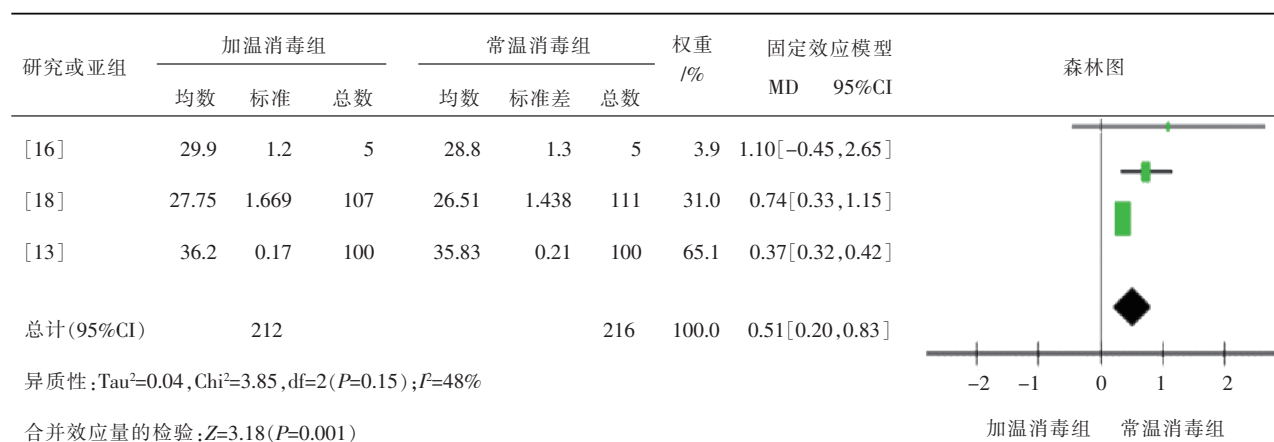 研究或亚组 加温消毒组 常温消毒组 权重/% 固定效应模型 森林图
均数 标准 总数 均数 标准差 总数 MD 95%CI
[16] 29.9 1.2 5 28.8 1.3 5 3.9 1.10[-0.45,2.65]
[18] 27.75 1.669 107 26.51 1.438 111 31.0 0.74[0.33,1.15]
[13] 36.2 0.17 100 35.83 0.21 100 65.1 0.37[0.32,0.42]
总计(95%CI) 212 216 100.0 0.51[0.20,0.83]
异质性:Tau²=0.04,Chi²=3.85,df=2(P=0.15);I²=48%
合并效应量的检验:Z=3.18(P=0.001)
-2 -1 0 1 2
加温消毒组 常温消毒组